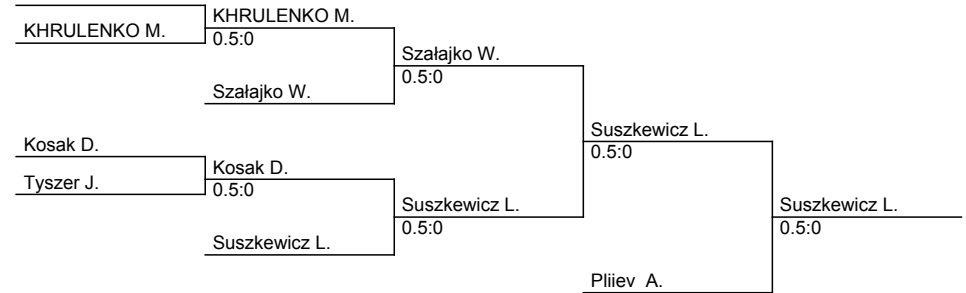 KHRULENKO M.
KHRULENKO M.
0.5:0
Szałajko W.
Szałajko W.
0.5:0
Kosak D.
Tyszer J.
Kosak D.
0.5:0
Suszkewicz L.
Suszkewicz L.
0.5:0
Suszkewicz L.
0.5:0
Pliiev  A.
Suszkewicz L.
0.5:0